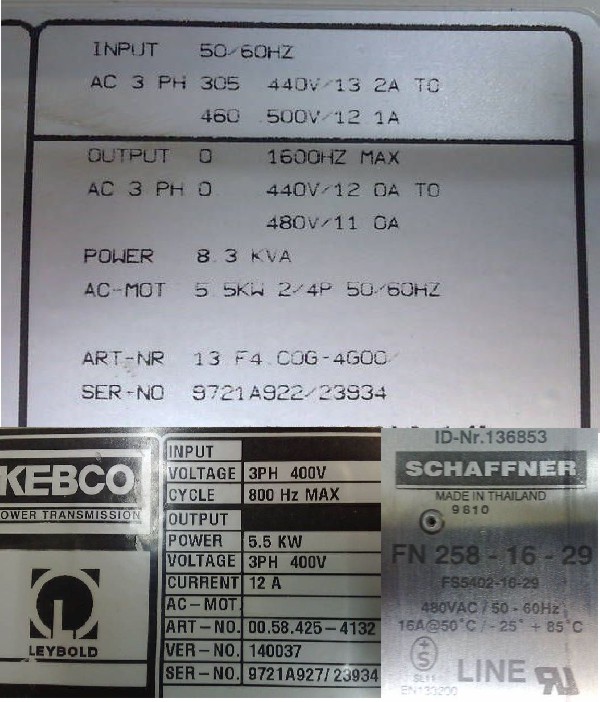 INPUT 50/60HZ
AC 3 PH 305 440V/13 2A TO
460 500V/12 1A
OUTPUT 0 1600HZ MAX
AC 3 PH 0 440V/12 0A TO
480V/11 0A
POWER 8.3 KVA
AC-MOT 5.5KW 2/4P 50/60HZ
ART-NR 13.F4.C0G-4G00/
SER-NO 9721A922/23934
KEBCO
POWER TRANSMISSION
LEYBOLD
INPUT
VOLTAGE 3PH 400V
CYCLE 800 Hz MAX
OUTPUT
POWER 5.5 KW
VOLTAGE 3PH 400V
CURRENT 12 A
AC-MOT.
ART-NO. 00.58.425-4132
VER-NO. 140037
SER-NO. 9721A927/23934
ID-Nr.136853
SCHAFFNER
MADE IN THAILAND
9810
FN 258 - 16 - 29
FS5402-16-29
480VAC / 50 - 60Hz
16A@50°C / - 25° + 85°C
S
LINE
EN133200